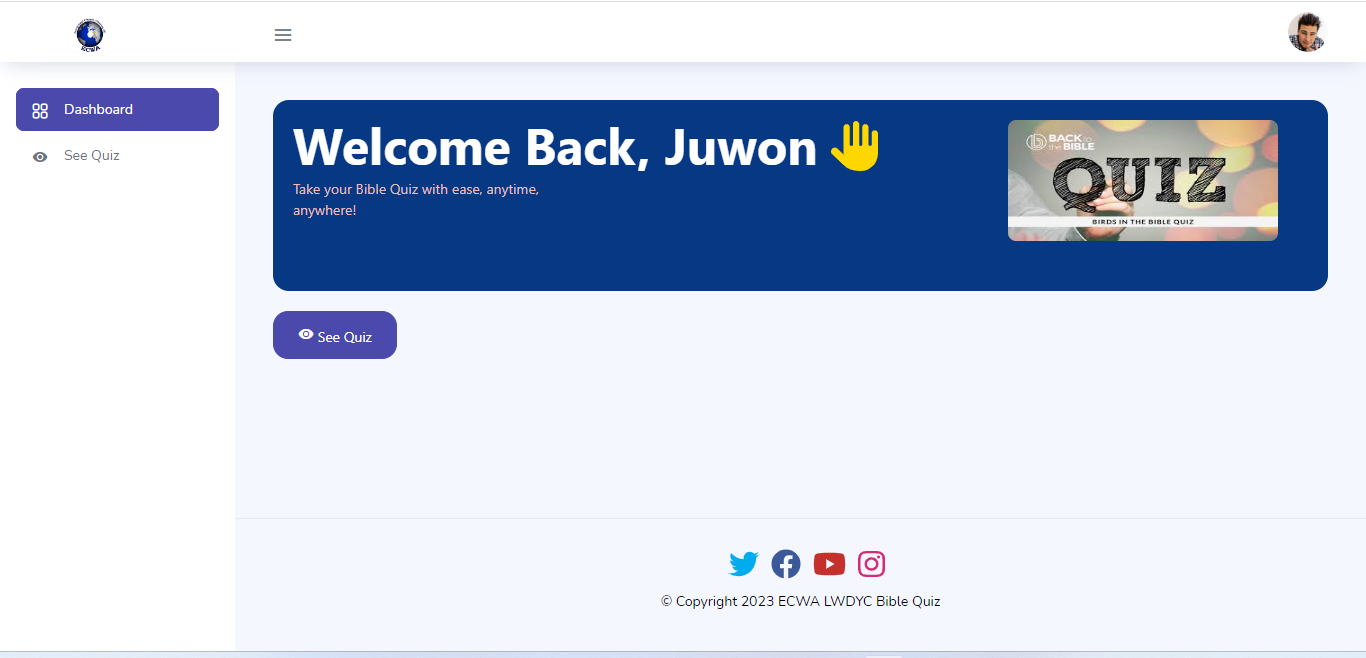 ECWA
Dashboard
See Quiz
Welcome Back, Juwon
Take your Bible Quiz with ease, anytime,
anywhere!
BACK to
the BIBLE
QUIZ
BIRDS IN THE BIBLE QUIZ
See Quiz
© Copyright 2023 ECWA LWDYC Bible Quiz